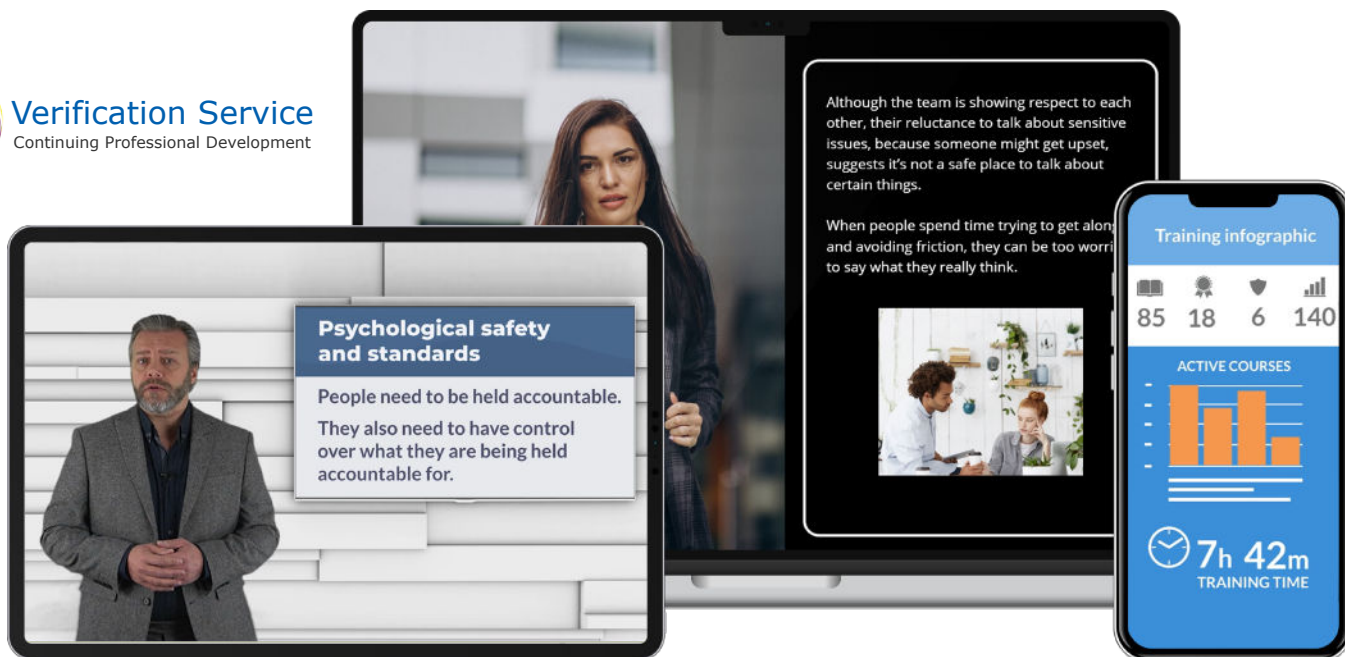 Verification Service
Continuing Professional Development
Although the team is showing respect to each
other, their reluctance to talk about sensitive
issues, because someone might get upset,
suggests it's not a safe place to talk about
certain things.
When people spend time trying to get along
and avoiding friction, they can be too worri
to say what they really think.
Psychological safety
and standards
People need to be held accountable.
They also need to have control
over what they are being held
accountable for.
Training infographic
85 18 6 140
ACTIVE COURSES
7h 42m
TRAINING TIME